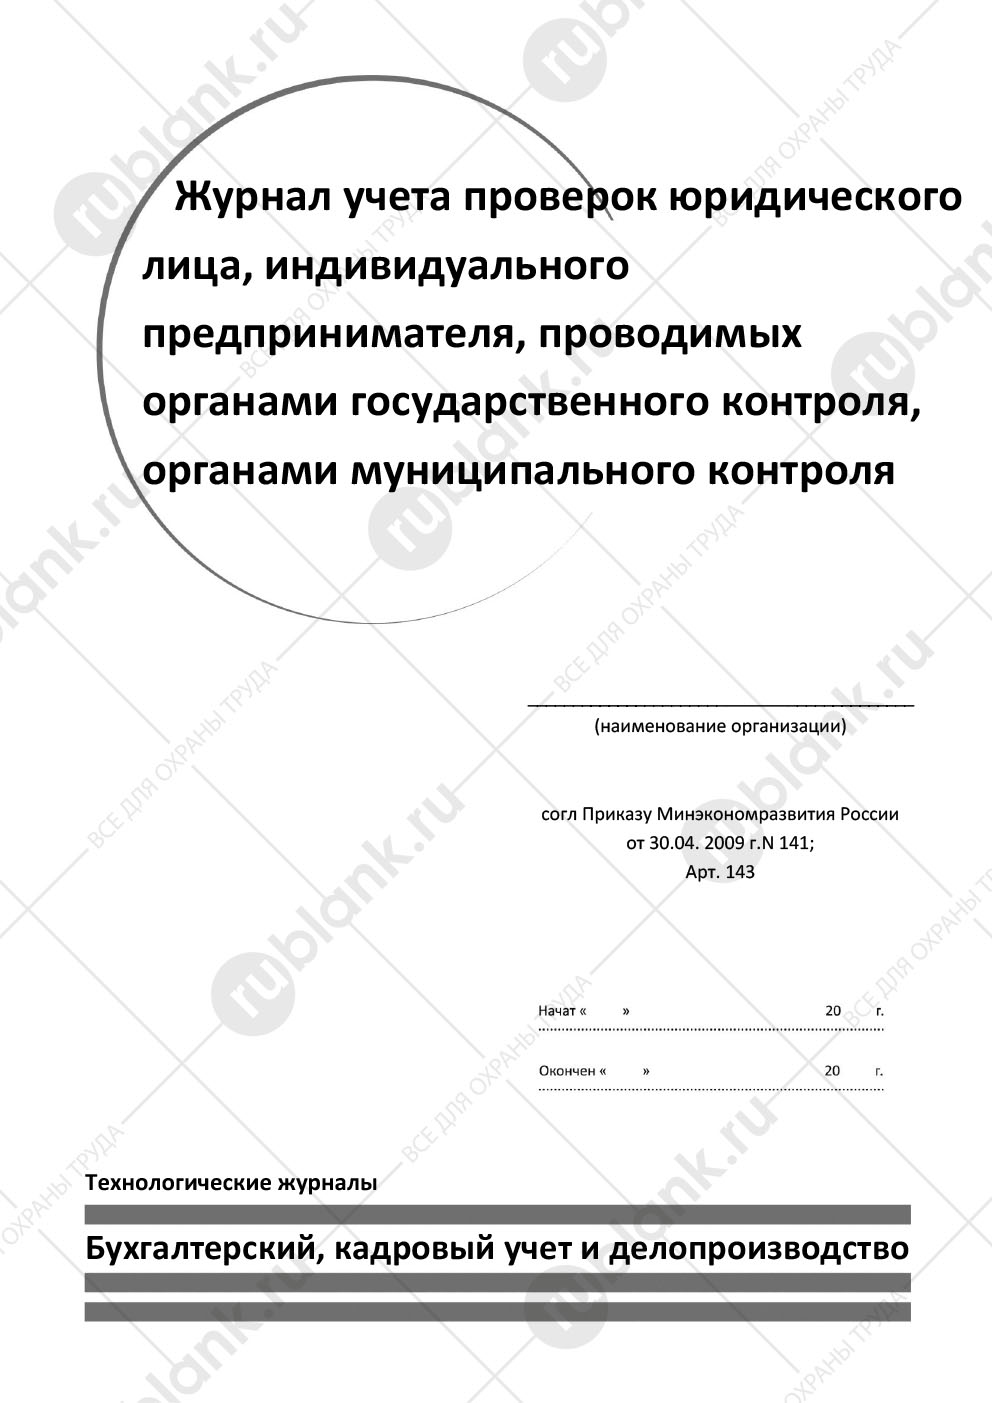 Журнал учета проверок юридического
лица, индивидуального
предпринимателя, проводимых
органами государственного контроля,
органами муниципального контроля
(наименование организации)
согл Приказу Минэкономразвития России
от 30.04. 2009 г.N 141;
Арт. 143
Начат « » 20 г.
Окончен « » 20 г.
Технологические журналы
Бухгалтерский, кадровый учет и делопроизводство
rublank.ru
ВСЕ ДЛЯ ОХРАНЫ ТРУДА